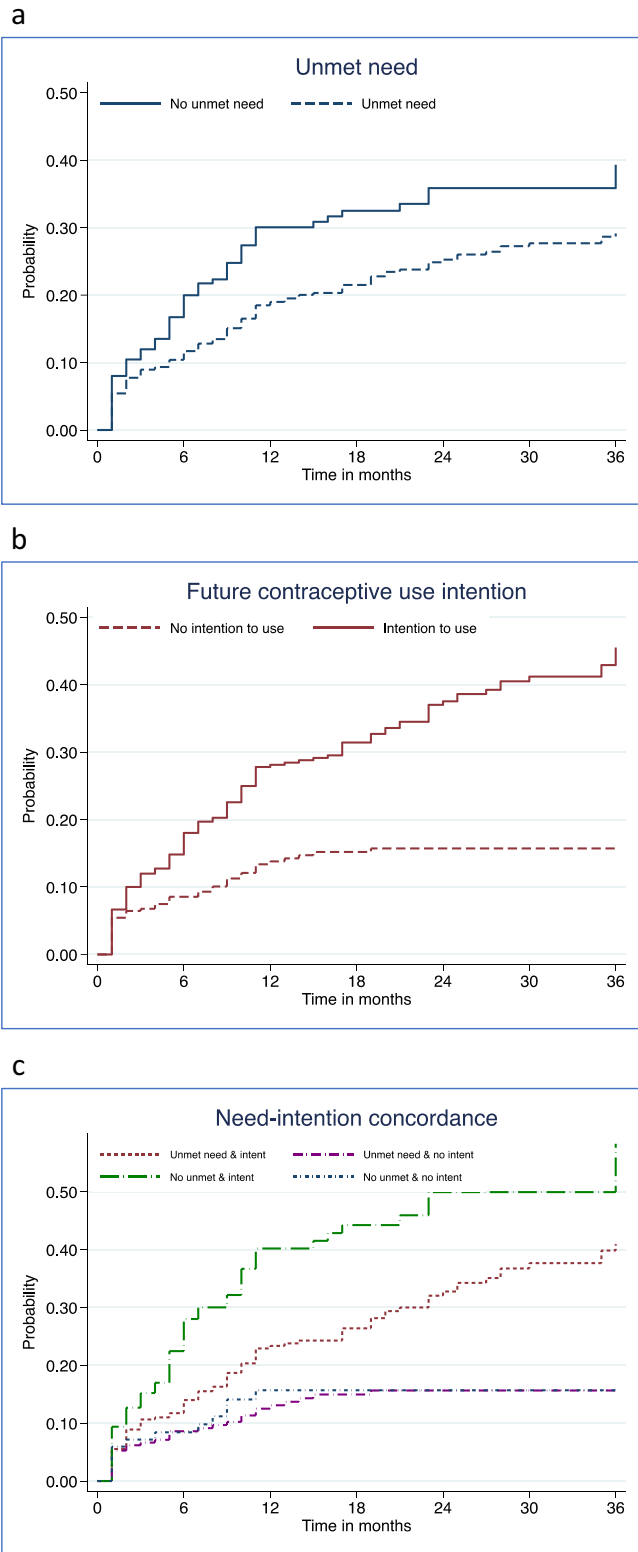 a
Unmet need
No unmet need
Unmet need
0.50
0.40
0.30
0.20
0.10
0.00
Probability
0
6
12
18
24
30
36
Time in months
b
Future contraceptive use intention
No intention to use
Intention to use
0.50
0.40
0.30
0.20
0.10
0.00
Probability
0
6
12
18
24
30
36
Time in months
c
Need-intention concordance
Unmet need & intent
Unmet need & no intent
No unmet & intent
No unmet & no intent
0.50
0.40
0.30
0.20
0.10
0.00
Probability
0
6
12
18
24
30
36
Time in months